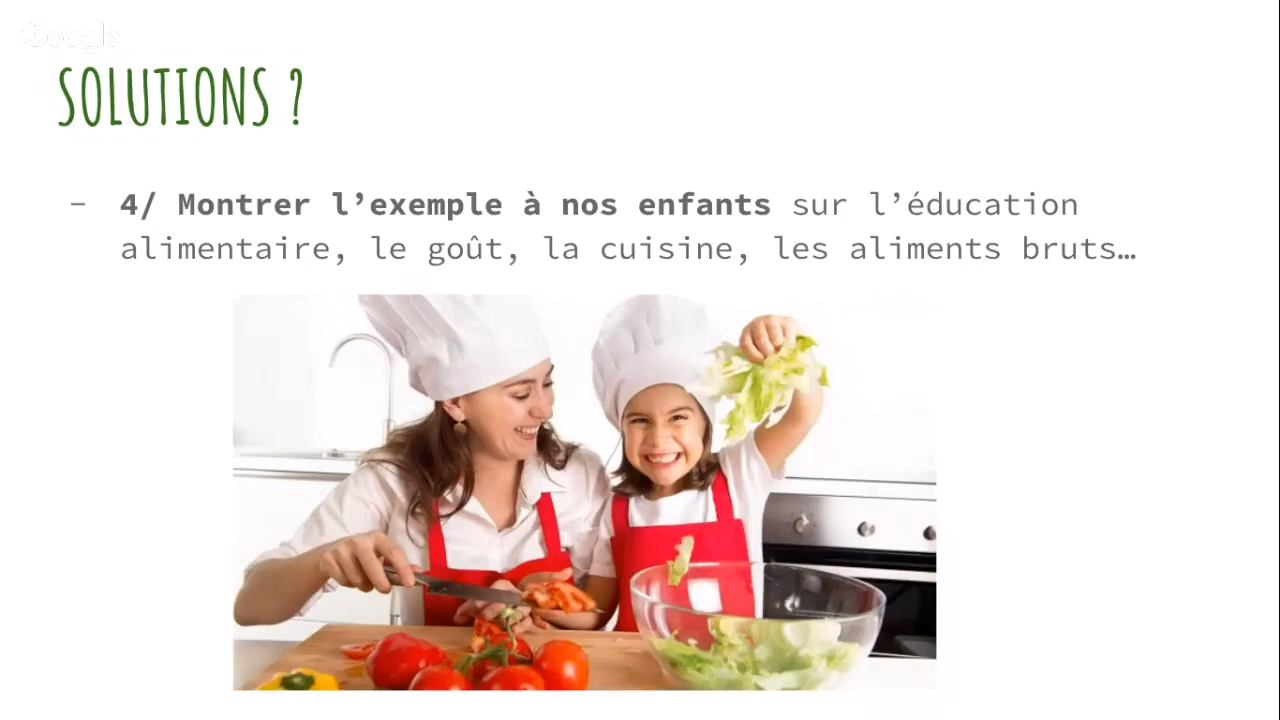 Google
SOLUTIONS ?
- 4/ Montrer l’exemple à nos enfants sur l’éducation
alimentaire, le goût, la cuisine, les aliments bruts…